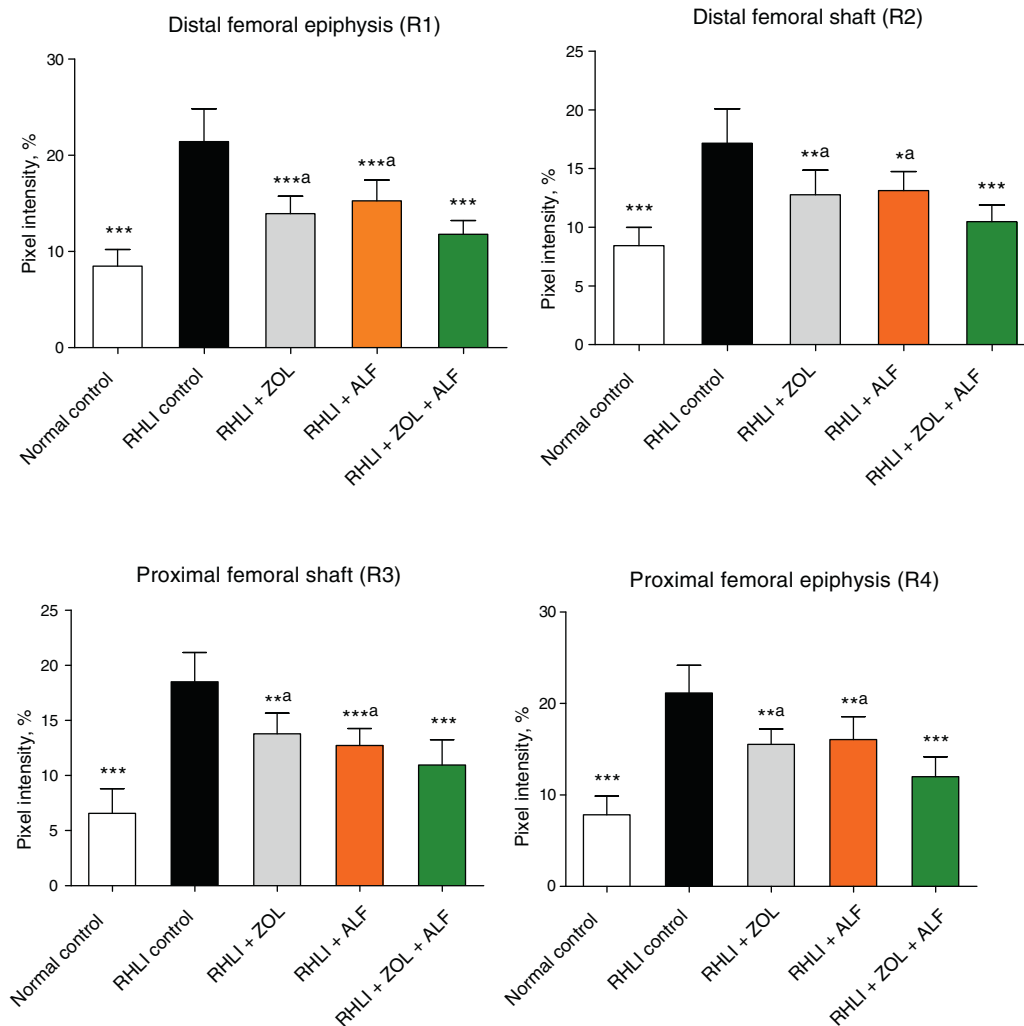 Distal femoral epiphysis (R1)
30
20
10
0
Pixel intensity, %
***
***a
***a
***
Normal control
RHLI control
RHLI + ZOL
RHLI + ALF
RHLI + ZOL + ALF
Distal femoral shaft (R2)
25
20
15
10
5
0
Pixel intensity, %
***
**a
*a
***
Normal control
RHLI control
RHLI + ZOL
RHLI + ALF
RHLI + ZOL + ALF
Proximal femoral shaft (R3)
25
20
15
10
5
0
Pixel intensity, %
***
**a
***a
***
Normal control
RHLI control
RHLI + ZOL
RHLI + ALF
RHLI + ZOL + ALF
Proximal femoral epiphysis (R4)
30
20
10
0
Pixel intensity, %
***
**a
**a
***
Normal control
RHLI control
RHLI + ZOL
RHLI + ALF
RHLI + ZOL + ALF